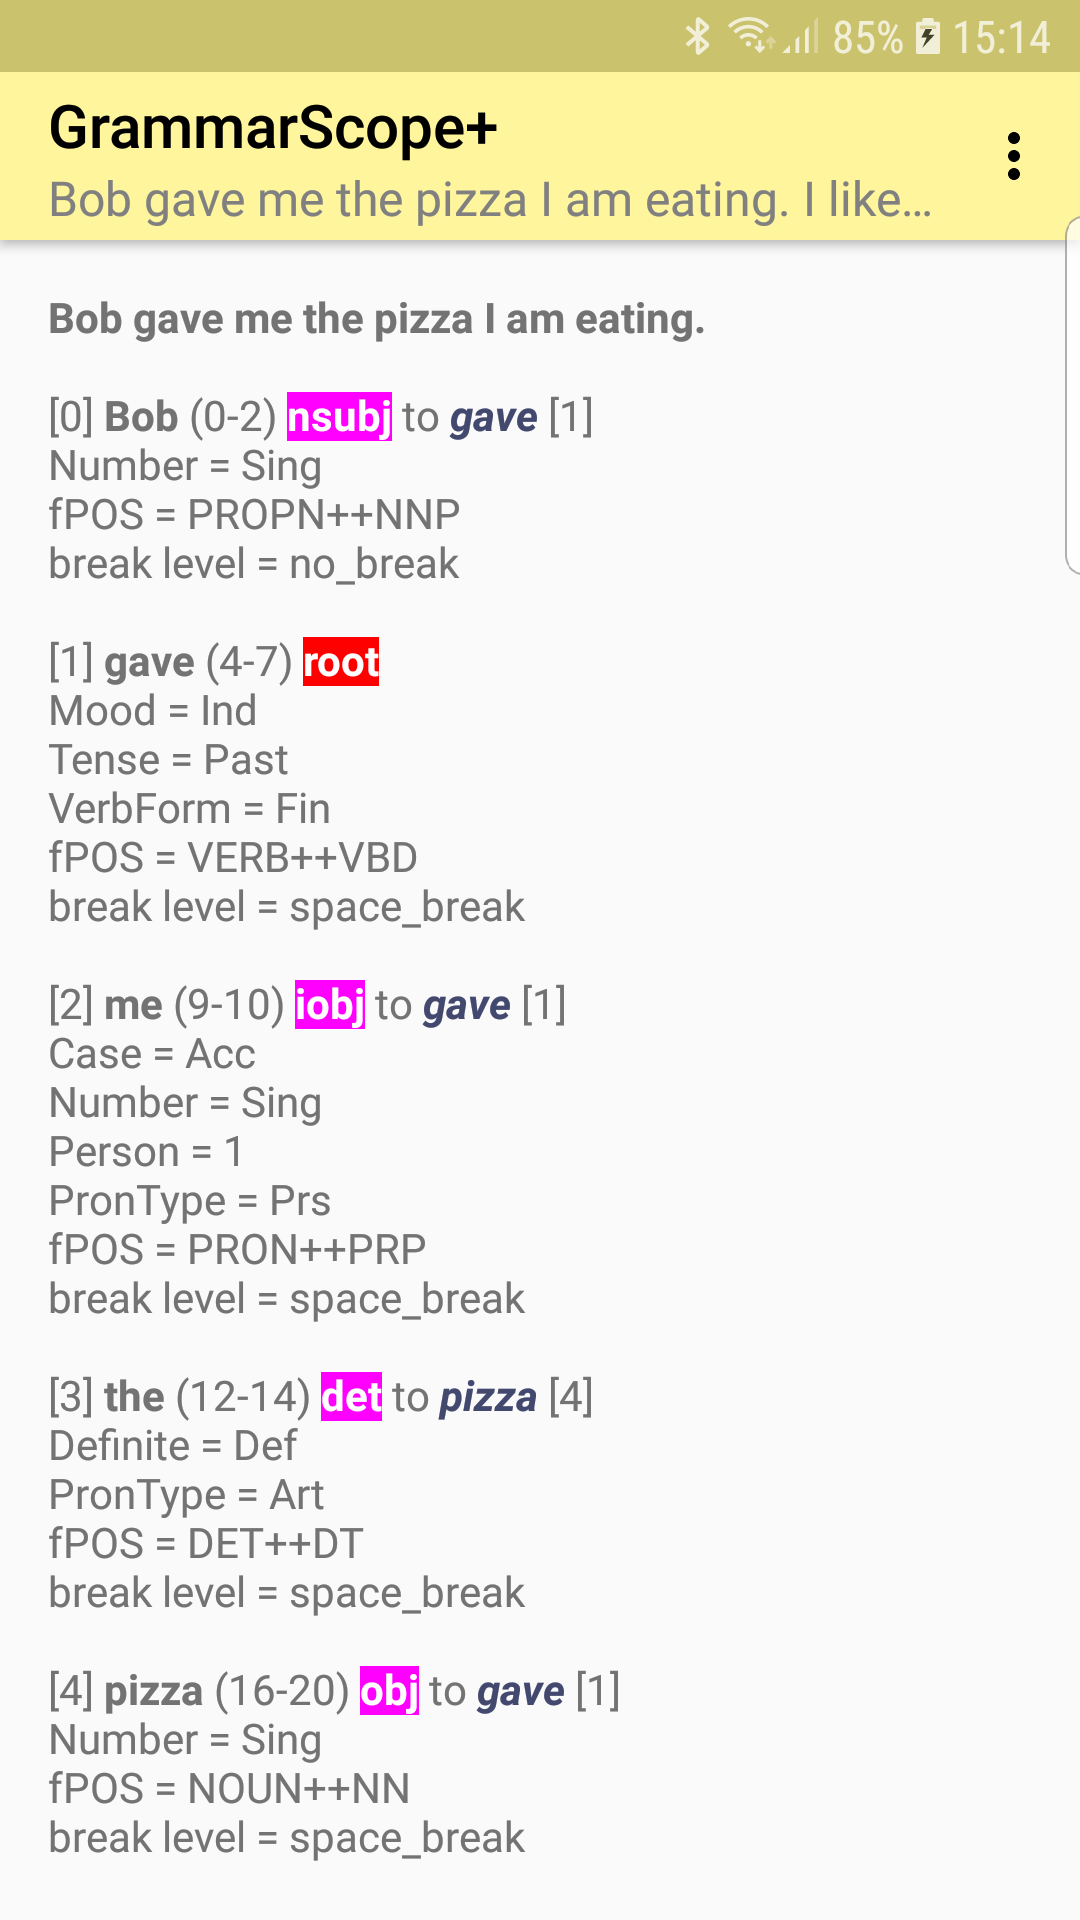 85% 15:14
GrammarScope+
Bob gave me the pizza I am eating. I like...
Bob gave me the pizza I am eating.
[0] Bob (0-2) nsubj to gave [1]
Number = Sing
fPOS = PROPN++NNP
break level = no_break
[1] gave (4-7) root
Mood = Ind
Tense = Past
VerbForm = Fin
fPOS = VERB++VBD
break level = space_break
[2] me (9-10) iobj to gave [1]
Case = Acc
Number = Sing
Person = 1
PronType = Prs
fPOS = PRON++PRP
break level = space_break
[3] the (12-14) det to pizza [4]
Definite = Def
PronType = Art
fPOS = DET++DT
break level = space_break
[4] pizza (16-20) obj to gave [1]
Number = Sing
fPOS = NOUN++NN
break level = space_break